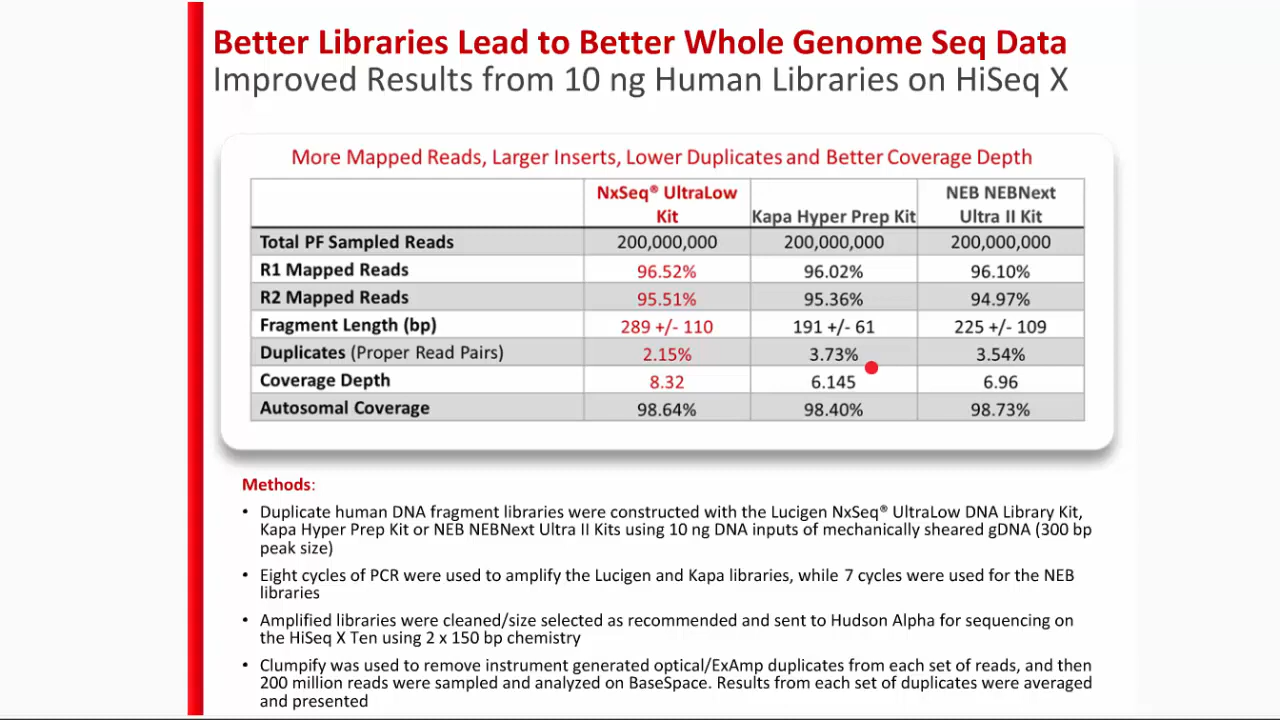 Better Libraries Lead to Better Whole Genome Seq Data
Improved Results from 10 ng Human Libraries on HiSeq X
More Mapped Reads, Larger Inserts, Lower Duplicates and Better Coverage Depth
NxSeq® UltraLow Kit Kapa Hyper Prep Kit NEB NEBNext Ultra II Kit
Total PF Sampled Reads 200,000,000 200,000,000 200,000,000
R1 Mapped Reads 96.52% 96.02% 96.10%
R2 Mapped Reads 95.51% 95.36% 94.97%
Fragment Length (bp) 289 +/- 110 191 +/- 61 225 +/- 109
Duplicates (Proper Read Pairs) 2.15% 3.73% 3.54%
Coverage Depth 8.32 6.145 6.96
Autosomal Coverage 98.64% 98.40% 98.73%
Methods:
• Duplicate human DNA fragment libraries were constructed with the Lucigen NxSeq® UltraLow DNA Library Kit,
Kapa Hyper Prep Kit or NEB NEBNext Ultra II Kits using 10 ng DNA inputs of mechanically sheared gDNA (300 bp
peak size)
• Eight cycles of PCR were used to amplify the Lucigen and Kapa libraries, while 7 cycles were used for the NEB
libraries
• Amplified libraries were cleaned/size selected as recommended and sent to Hudson Alpha for sequencing on
the HiSeq X Ten using 2 x 150 bp chemistry
• Clumpify was used to remove instrument generated optical/ExAmp duplicates from each set of reads, and then
200 million reads were sampled and analyzed on BaseSpace. Results from each set of duplicates were averaged
and presented